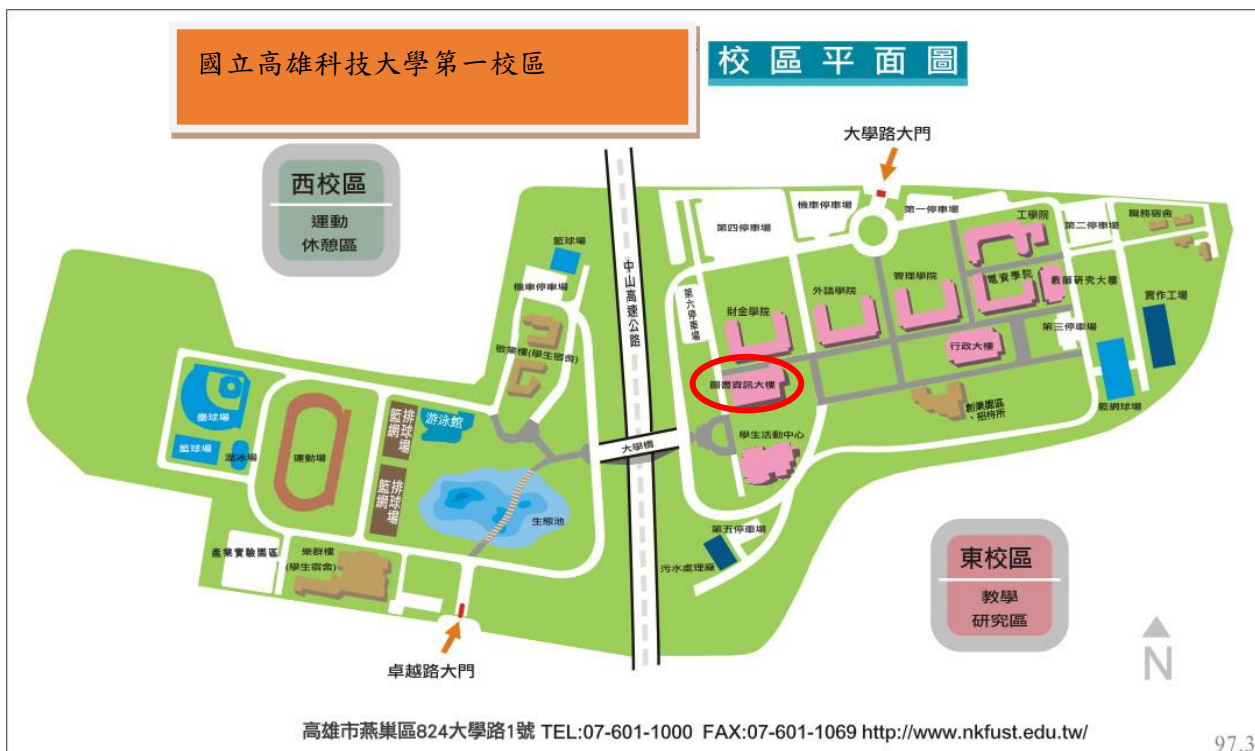 國立高雄科技大學第一校區
校區平面圖
大學路大門
西校區
運動
休憩區
中山高速公路
籃球場
機車停車場
敬業樓(學生宿舍)
壘球場
籃球場
溜冰場
運動場
籃網
排球場
籃網
排球場
游泳館
生態池
大學橋
產業實驗園區
樂群樓
(學生宿舍)
卓越路大門
第四停車場
機車停車場
第一停車場
工學院
第二停車場
職務宿舍
第六停車場
財金學院
外語學院
管理學院
電資學院
教師研究大樓
實作工場
第三停車場
行政大樓
圖書資訊大樓
創業園區
、招待所
籃網球場
學生活動中心
第五停車場
污水處理廠
東校區
教學
研究區
N
高雄市燕巢區824大學路1號 TEL:07-601-1000 FAX:07-601-1069 http://www.nkfust.edu.tw/
97.3